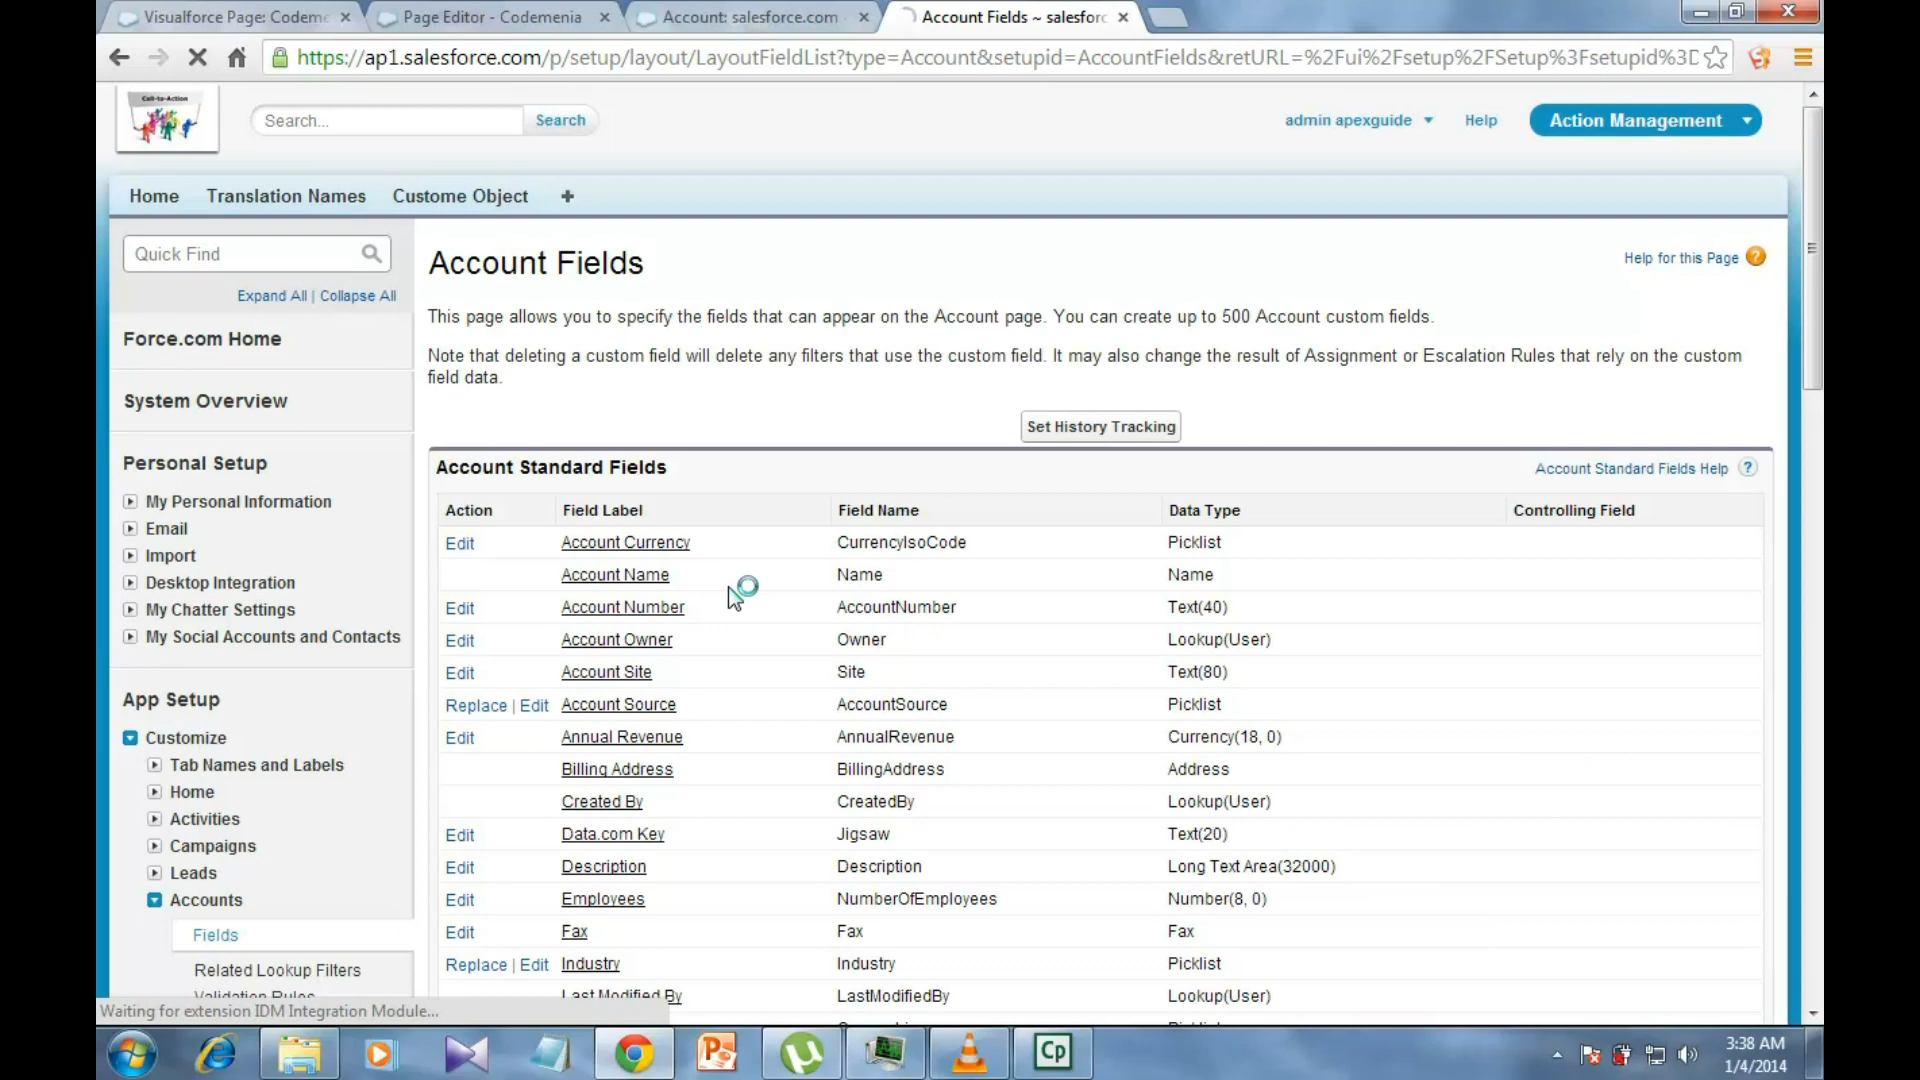 Visualforce Page: Codeme
Page Editor - Codemenia
Account: salesforce.com
Account Fields ~ salesforc
https://ap1.salesforce.com/p/setup/layout/LayoutFieldList?type=Account&setupid=AccountFields&retURL=%2Fui%2Fsetup%2FSetup%3Fsetupid%3D
Call-to-Action
Search...
Search
admin apexguide
Help
Action Management
Home
Translation Names
Custome Object
+
Quick Find
Expand All | Collapse All
Force.com Home
System Overview
Personal Setup
My Personal Information
Email
Import
Desktop Integration
My Chatter Settings
My Social Accounts and Contacts
App Setup
Customize
Tab Names and Labels
Home
Activities
Campaigns
Leads
Accounts
Fields
Related Lookup Filters
Validation Rules
Account Fields
Help for this Page ?
This page allows you to specify the fields that can appear on the Account page. You can create up to 500 Account custom fields.
Note that deleting a custom field will delete any filters that use the custom field. It may also change the result of Assignment or Escalation Rules that rely on the custom
field data.
Set History Tracking
Account Standard Fields
Account Standard Fields Help ?
Action Field Label Field Name Data Type Controlling Field
Edit Account Currency CurrencyIsoCode Picklist
Account Name Name Name
Edit Account Number AccountNumber Text(40)
Edit Account Owner Owner Lookup(User)
Edit Account Site Site Text(80)
Replace | Edit Account Source AccountSource Picklist
Edit Annual Revenue AnnualRevenue Currency(18, 0)
Billing Address BillingAddress Address
Created By CreatedBy Lookup(User)
Edit Data.com Key Jigsaw Text(20)
Edit Description Description Long Text Area(32000)
Edit Employees NumberOfEmployees Number(8, 0)
Edit Fax Fax Fax
Replace | Edit Industry Industry Picklist
Last Modified By LastModifiedBy Lookup(User)
Waiting for extension IDM Integration Module...
Cp
3:38 AM
1/4/2014